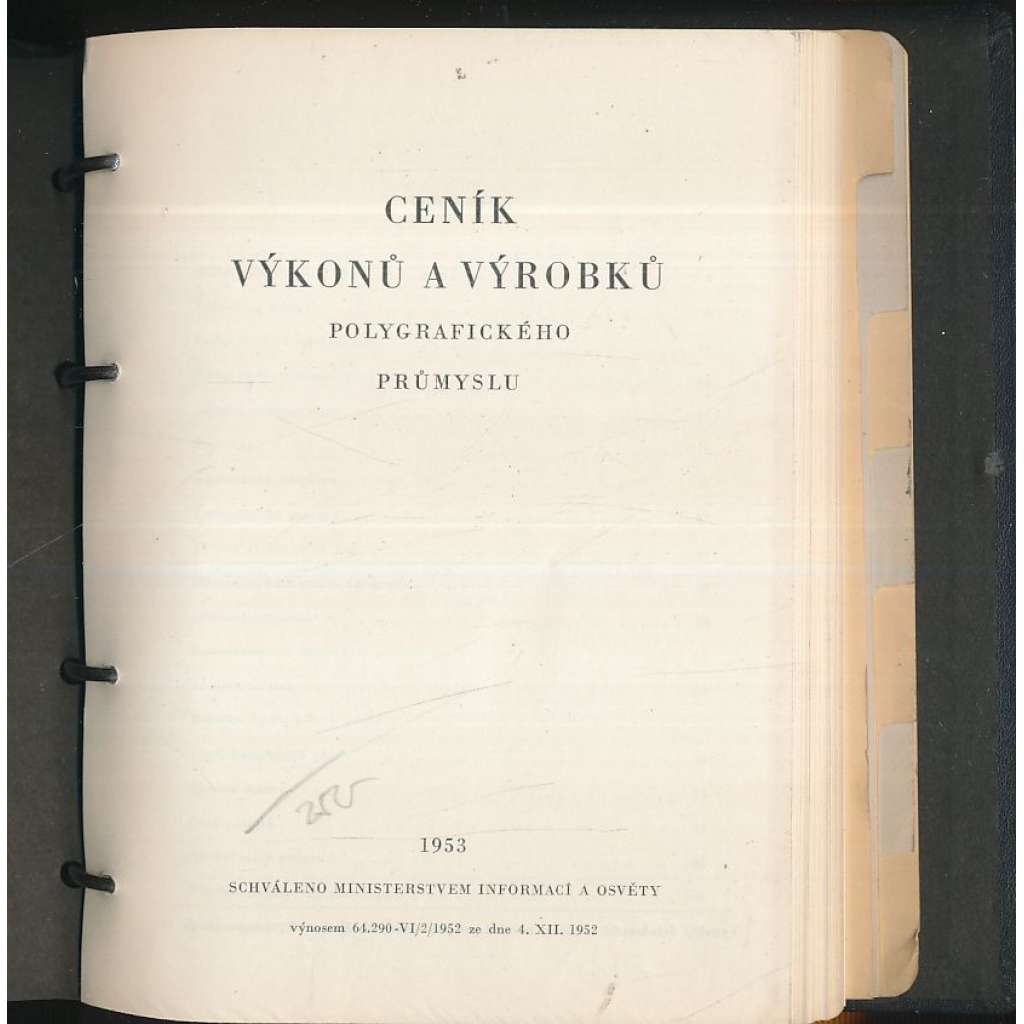 CENÍK
VÝKONŮ A VÝROBKŮ
POLYGRAFICKÉHO
PRŮMYSLU
1953
SCHVÁLENO MINISTERSTVEM INFORMACÍ A OSVĚTY
výnosem 64.290-VI/2/1952 ze dne 4. XII. 1952